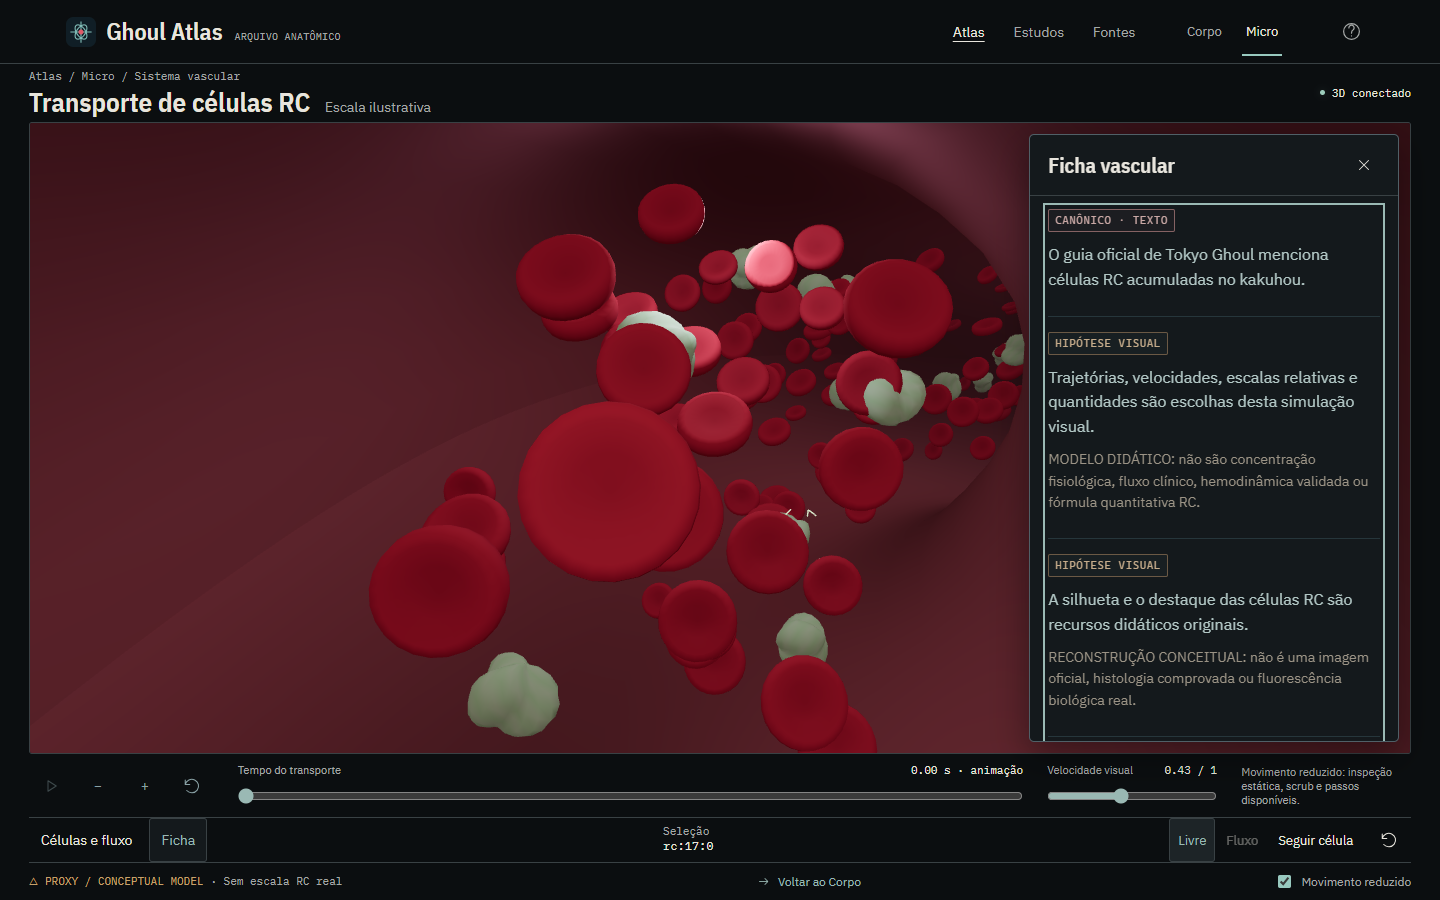 Ghoul Atlas ARQUIVO ANATÔMICO
Atlas Estudos Fontes Corpo Micro
Atlas / Micro / Sistema vascular
Transporte de células RC Escala ilustrativa
3D conectado
Ficha vascular
CANÔNICO · TEXTO
O guia oficial de Tokyo Ghoul menciona
células RC acumuladas no kakuhou.
HIPÓTESE VISUAL
Trajetórias, velocidades, escalas relativas e
quantidades são escolhas desta simulação
visual.
MODELO DIDÁTICO: não são concentração
fisiológica, fluxo clínico, hemodinâmica validada ou
fórmula quantitativa RC.
HIPÓTESE VISUAL
A silhueta e o destaque das células RC são
recursos didáticos originais.
RECONSTRUÇÃO CONCEITUAL: não é uma imagem
oficial, histologia comprovada ou fluorescência
biológica real.
Tempo do transporte 0.00 s · animação
Velocidade visual 0.43 / 1
Movimento reduzido: inspeção
estática, scrub e passos
disponíveis.
Células e fluxo Ficha
Seleção
rc:17:0
Livre Fluxo Seguir célula
PROXY / CONCEPTUAL MODEL · Sem escala RC real
→ Voltar ao Corpo
Movimento reduzido